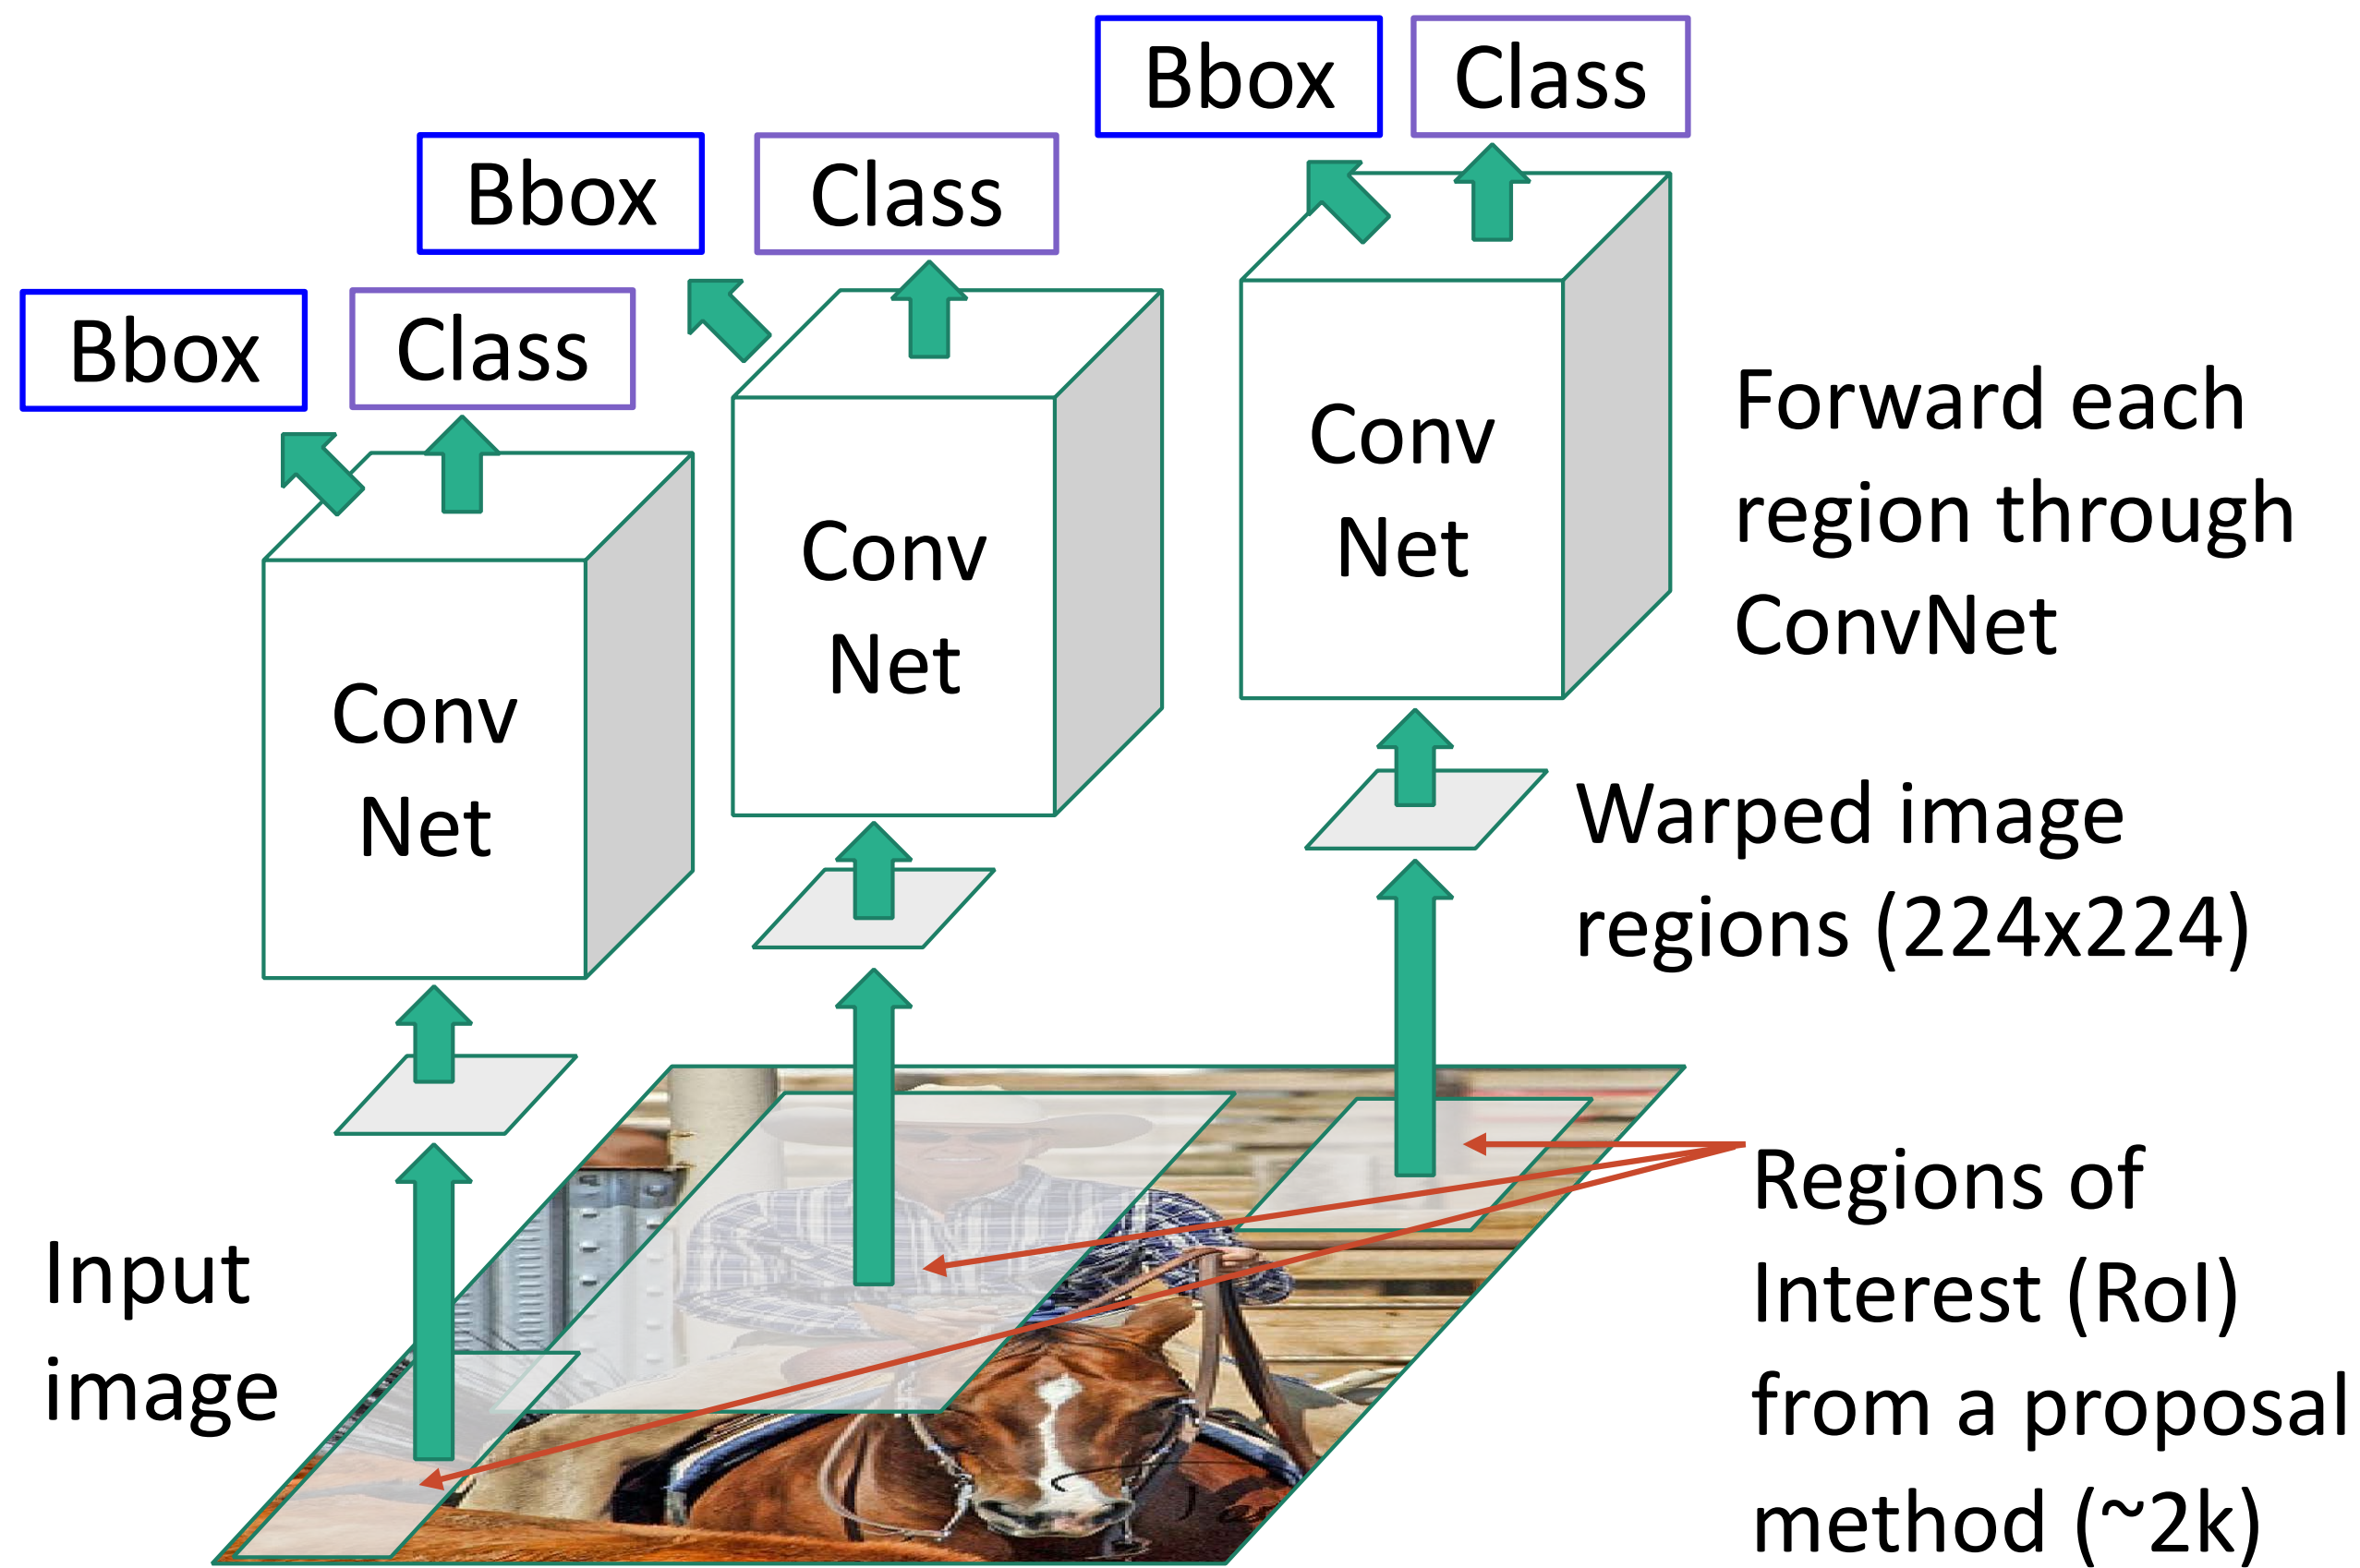 Bbox
Class
Bbox
Class
Bbox
Class
Conv
Net
Conv
Net
Conv
Net
Forward each
region through
ConvNet
Warped image
regions (224x224)
Input
image
Regions of
Interest (RoI)
from a proposal
method (~2k)